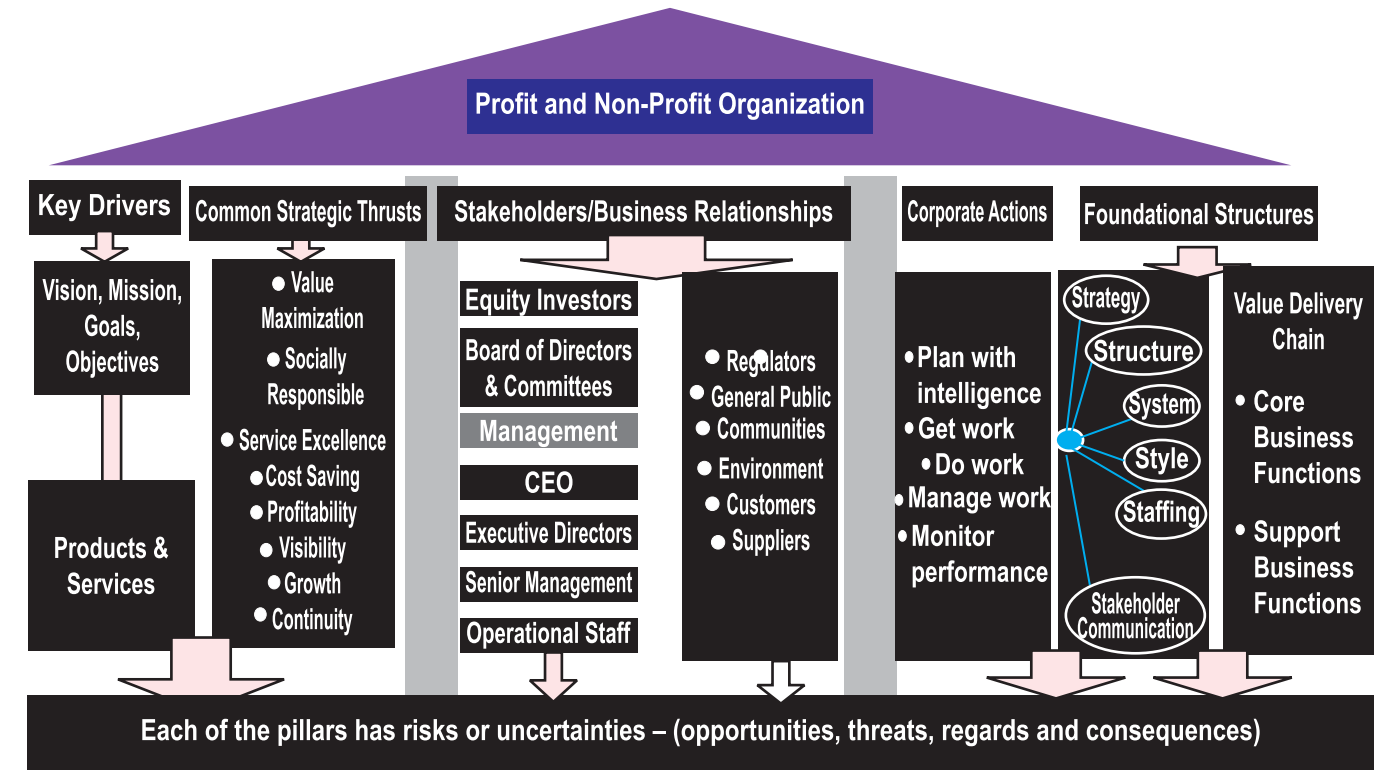 Profit and Non-Profit Organization
Key Drivers
Vision, Mission,
Goals,
Objectives
Products &
Services
Common Strategic Thrusts
• Value
Maximization
• Socially
Responsible
• Service Excellence
• Cost Saving
• Profitability
• Visibility
• Growth
• Continuity
Stakeholders/Business Relationships
Equity Investors
Board of Directors
& Committees
Management
CEO
Executive Directors
Senior Management
Operational Staff
• Regulators
• General Public
• Communities
• Environment
• Customers
• Suppliers
Corporate Actions
• Plan with
intelligence
• Get work
• Do work
• Manage work
• Monitor
performance
Foundational Structures
Strategy
Structure
System
Style
Staffing
Stakeholder
Communication
Value Delivery
Chain
• Core
Business
Functions
• Support
Business
Functions
Each of the pillars has risks or uncertainties – (opportunities, threats, regards and consequences)